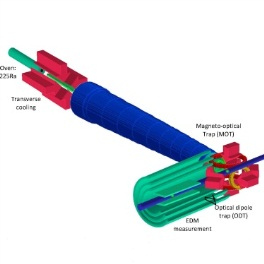 Oven:
225Ra
Transverse
cooling
Magneto-optical
Trap (MOT)
Optical dipole
trap (ODT)
EDM
measurement